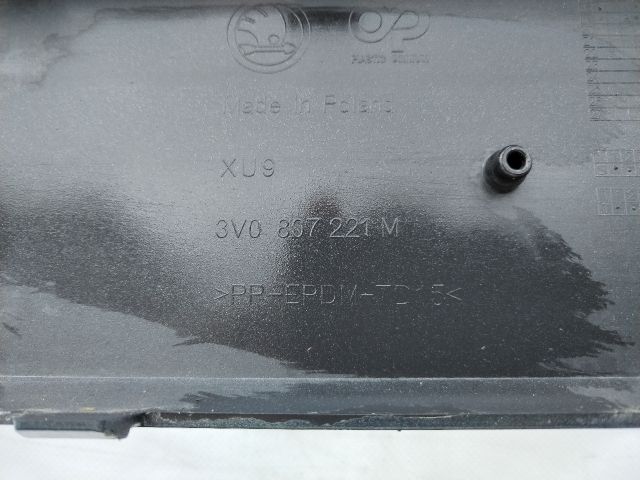 Made in Poland
XU9
3V0 807 221 M
>PP-EPDM-TD15<